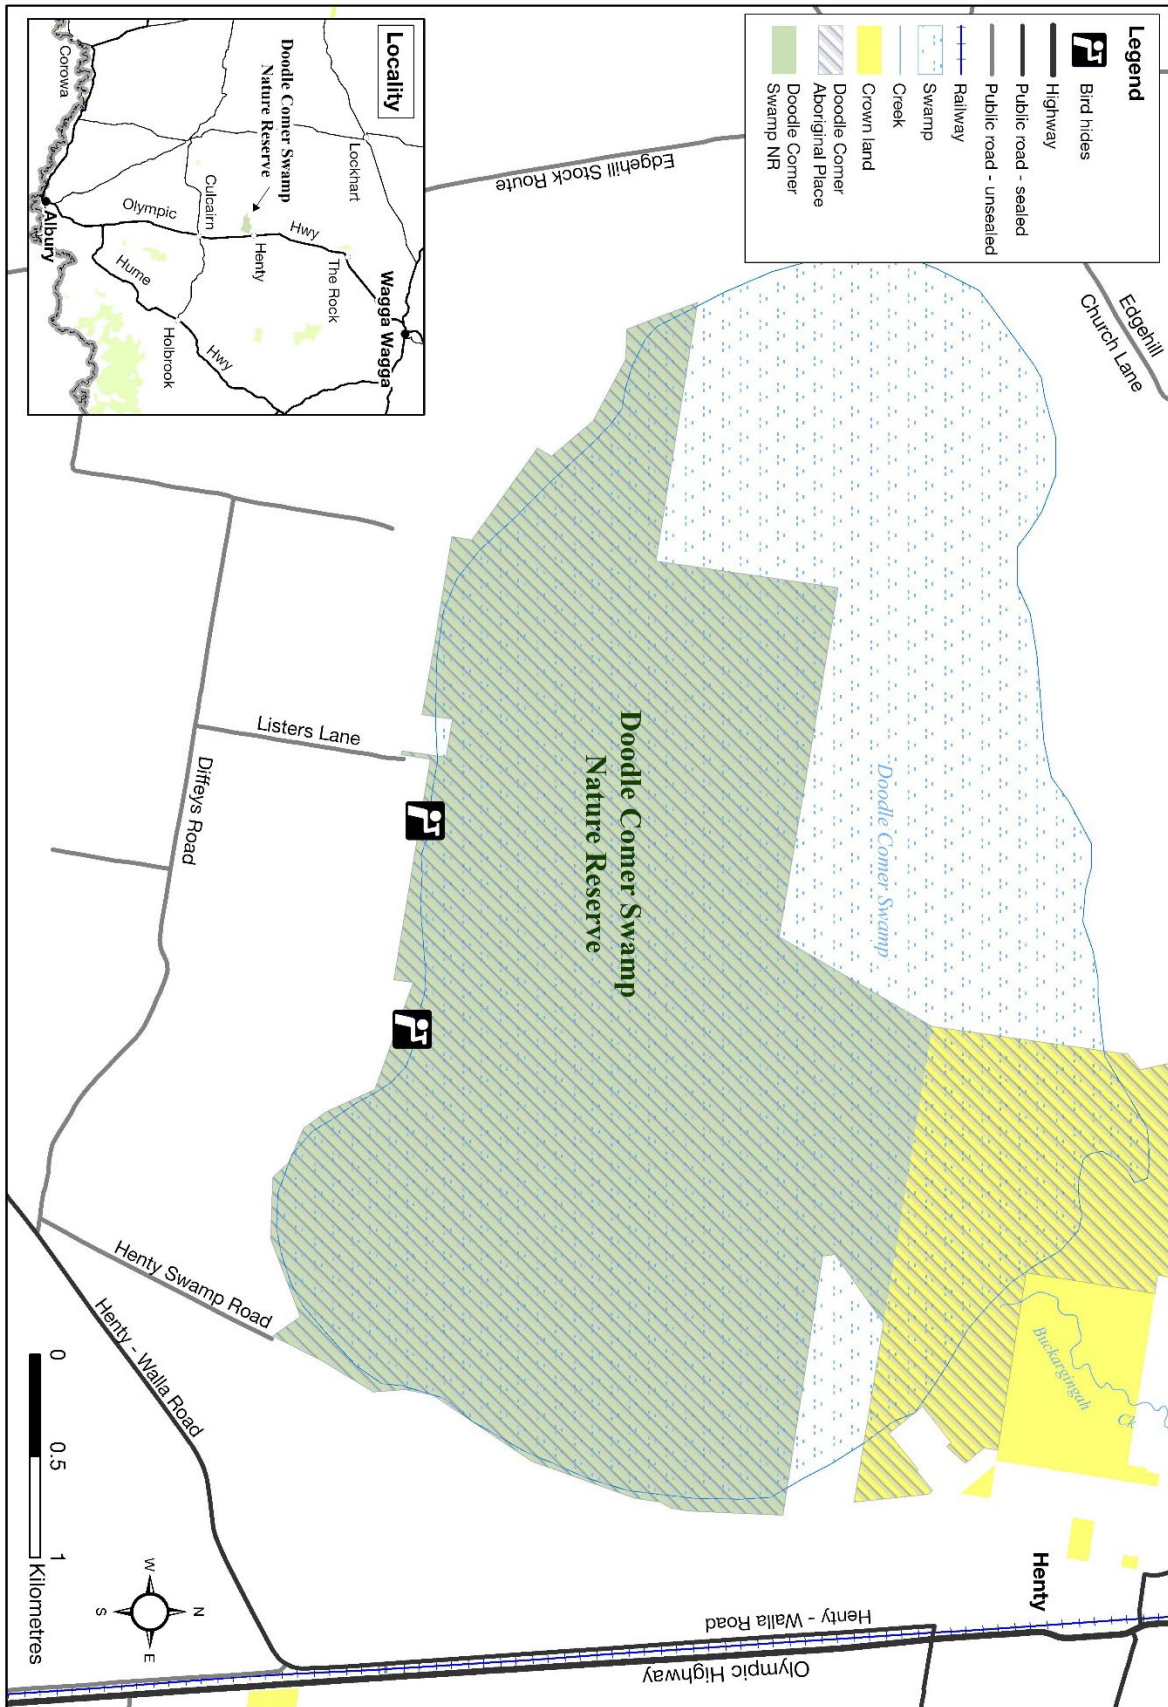 Legend
Bird hides
Highway
Public road - sealed
Public road - unsealed
Railway
Swamp
Creek
Crown land
Doodle Comer
Aboriginal Place
Doodle Comer
Swamp NR
Locality
Corowa
Albury
Lockhart
Culcairn
Olympic
Hwy
Henty
The Rock
Wagga Wagga
Hume
Hwy
Holbrook
Doodle Comer Swamp
Nature Reserve
Edgehill Stock Route
Edgehill
Church Lane
Doodle Comer Swamp
Doodle Comer Swamp
Nature Reserve
Listers Lane
Diffeys Road
Henty Swamp Road
Henty - Walla Road
Buckargingah
Ck
Henty
Henty - Walla Road
Olympic Highway
0
0.5
1
Kilometres
N
E
S
W